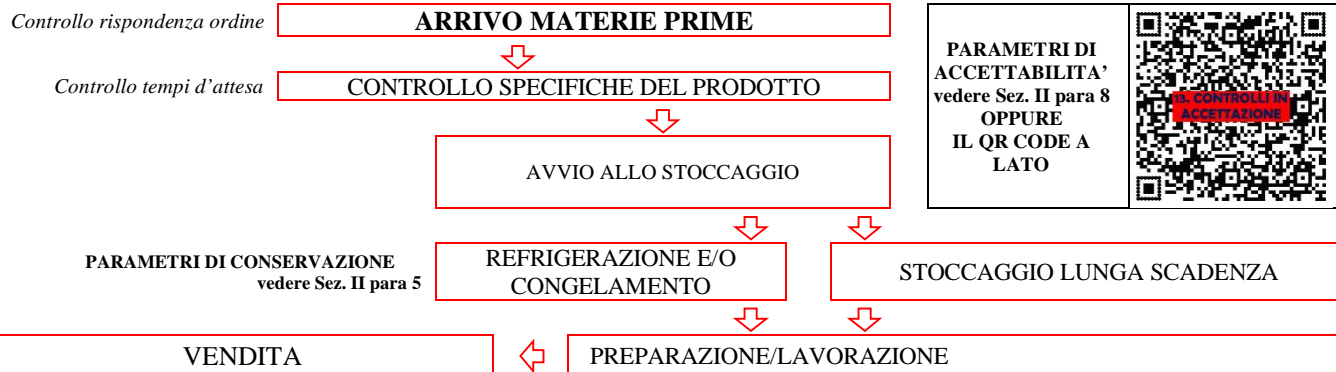 Controllo rispondenza ordine
ARRIVO MATERIE PRIME
Controllo tempi d'attesa
CONTROLLO SPECIFICHE DEL PRODOTTO
PARAMETRI DI
ACCETTABILITA'
vedere Sez. II para 8
OPPURE
IL QR CODE A
LATO
13. CONTROLLI IN
ACCETTAZIONE
AVVIO ALLO STOCCAGGIO
PARAMETRI DI CONSERVAZIONE
vedere Sez. II para 5
REFRIGERAZIONE E/O
CONGELAMENTO
STOCCAGGIO LUNGA SCADENZA
VENDITA
PREPARAZIONE/LAVORAZIONE